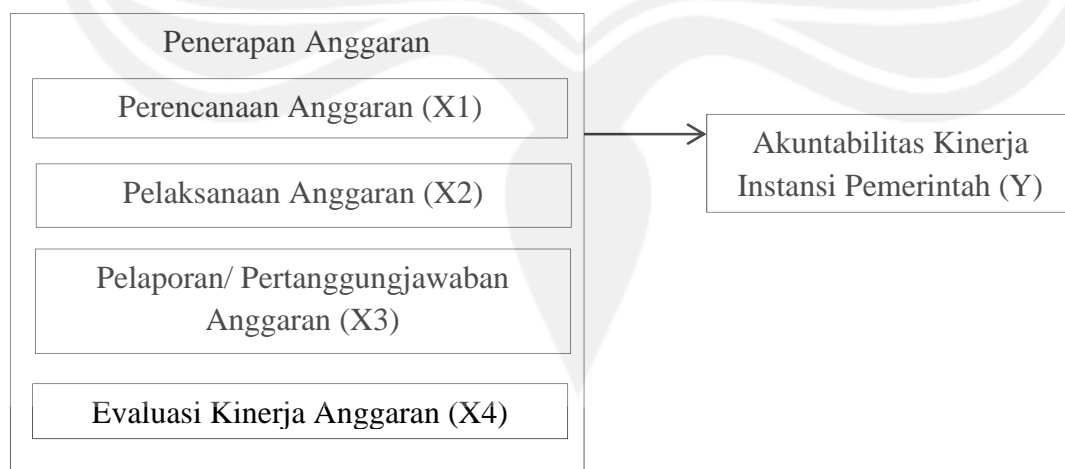 Penerapan Anggaran
Perencanaan Anggaran (X1)
Pelaksanaan Anggaran (X2)
Pelaporan/ Pertanggungjawaban
Anggaran (X3)
Evaluasi Kinerja Anggaran (X4)
Akuntabilitas Kinerja
Instansi Pemerintah (Y)